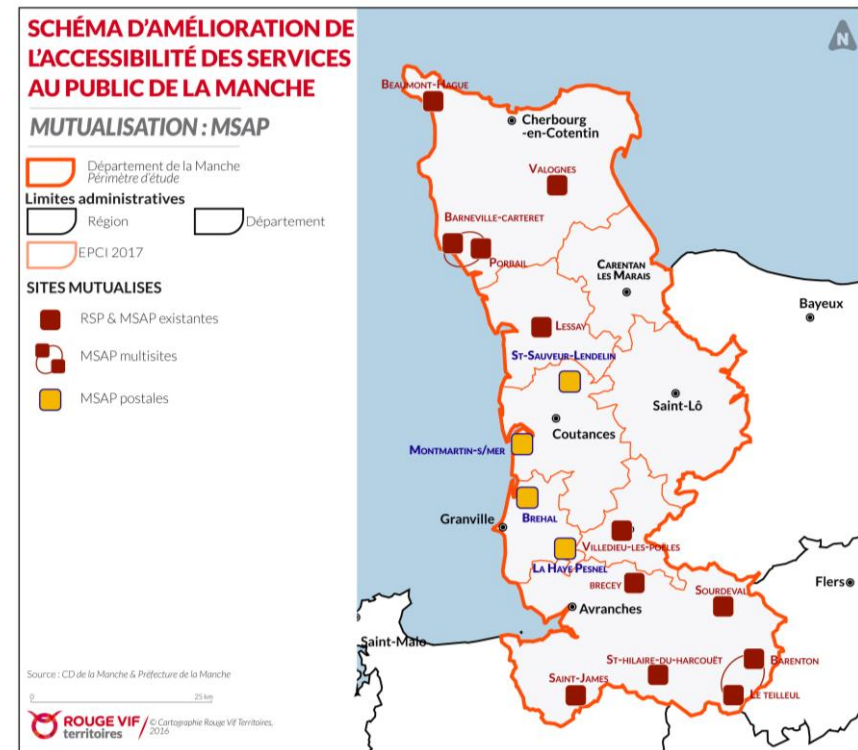 SCHÉMA D'AMÉLIORATION DE
L'ACCESSIBILITÉ DES SERVICES
AU PUBLIC DE LA MANCHE
MUTUALISATION : MSAP
Département de la Manche
Périmètre d'étude
Limites administratives
Région
Département
EPCI 2017
SITES MUTUALISES
RSP & MSAP existantes
MSAP multisites
MSAP postales
N
BEAUMONT-HAGUE
Cherbourg
-en-Cotentin
VALOGNES
BARNEVILLE-CARTERET
PORBAIL
CARENTAN
LES MARAIS
Bayeux
LESSAY
ST-SAUVEUR-LENDELIN
Saint-Lô
Coutances
MONTMARTIN-S/MER
BREHAL
Granville
VILLEDIEU-LES-POÊLES
LA HAYE PESNEL
BRECEY
Flers
SOURDEVAL
Avranches
Saint-Malo
ST-HILAIRE-DU-HARCOUËT
BARENTON
SAINT-JAMES
LE TEILLEUL
Source : CD de la Manche & Préfecture de la Manche
0 25 km
ROUGE VIF
territoires
© Cartographie Rouge Vif Territoires,
2016